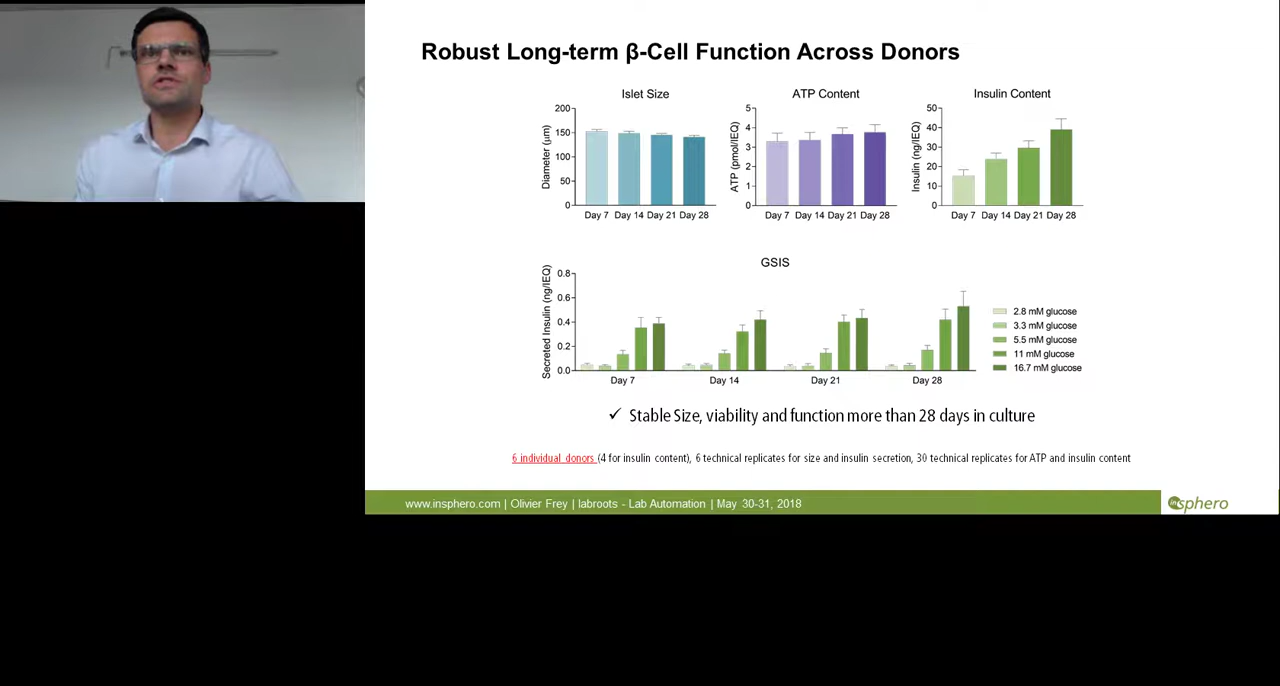 Robust Long-term β-Cell Function Across Donors
Islet Size
200
150
100
50
0
Diameter (μm)
Day 7 Day 14 Day 21 Day 28
ATP Content
5
4
3
2
1
0
ATP (pmol/IEQ)
Day 7 Day 14 Day 21 Day 28
Insulin Content
50
40
30
20
10
0
Insulin (ng/IEQ)
Day 7 Day 14 Day 21 Day 28
GSIS
0.8
0.6
0.4
0.2
0.0
Secreted Insulin (ng/IEQ)
Day 7 Day 14 Day 21 Day 28
2.8 mM glucose
3.3 mM glucose
5.5 mM glucose
11 mM glucose
16.7 mM glucose
✓ Stable Size, viability and function more than 28 days in culture
6 individual donors (4 for insulin content), 6 technical replicates for size and insulin secretion, 30 technical replicates for ATP and insulin content
www.insphero.com | Olivier Frey | labroots - Lab Automation | May 30-31, 2018
insphero